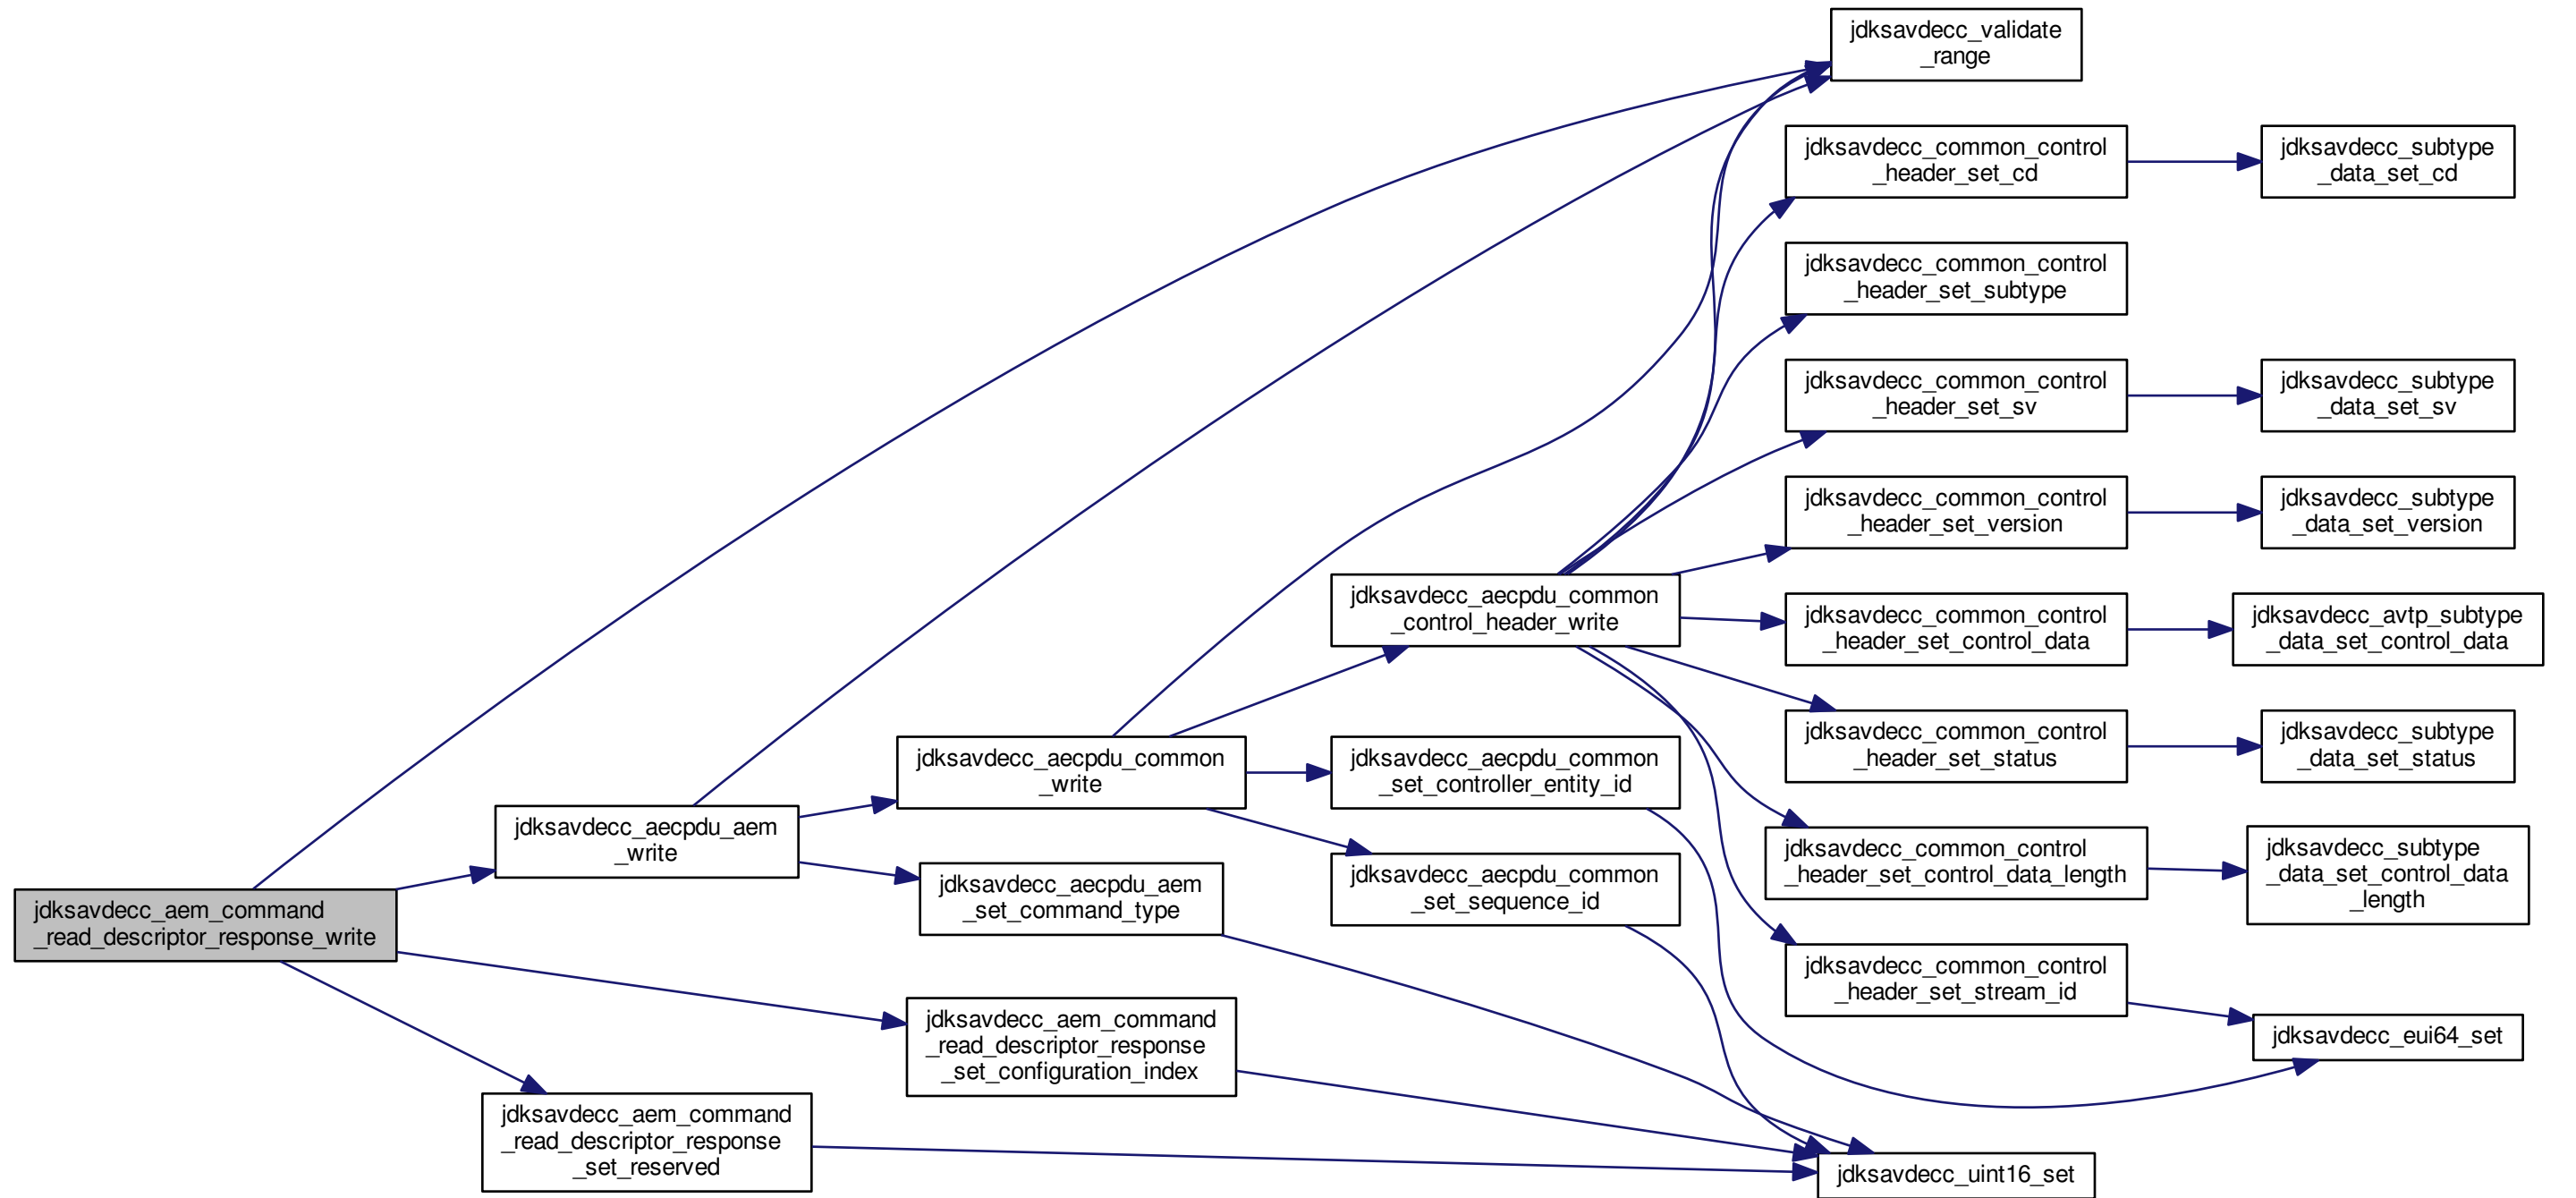 jdksavdecc_validate
_range
jdksavdecc_common_control
_header_set_cd
jdksavdecc_subtype
_data_set_cd
jdksavdecc_common_control
_header_set_subtype
jdksavdecc_common_control
_header_set_sv
jdksavdecc_subtype
_data_set_sv
jdksavdecc_common_control
_header_set_version
jdksavdecc_subtype
_data_set_version
jdksavdecc_aecpdu_common
_control_header_write
jdksavdecc_common_control
_header_set_control_data
jdksavdecc_avtp_subtype
_data_set_control_data
jdksavdecc_common_control
_header_set_status
jdksavdecc_subtype
_data_set_status
jdksavdecc_aecpdu_common
_write
jdksavdecc_aecpdu_common
_set_controller_entity_id
jdksavdecc_aecpdu_aem
_write
jdksavdecc_common_control
_header_set_control_data_length
jdksavdecc_subtype
_data_set_control_data
_length
jdksavdecc_aecpdu_common
_set_sequence_id
jdksavdecc_aecpdu_aem
_set_command_type
jdksavdecc_aem_command
_read_descriptor_response_write
jdksavdecc_common_control
_header_set_stream_id
jdksavdecc_aem_command
_read_descriptor_response
_set_configuration_index
jdksavdecc_eui64_set
jdksavdecc_aem_command
_read_descriptor_response
_set_reserved
jdksavdecc_uint16_set